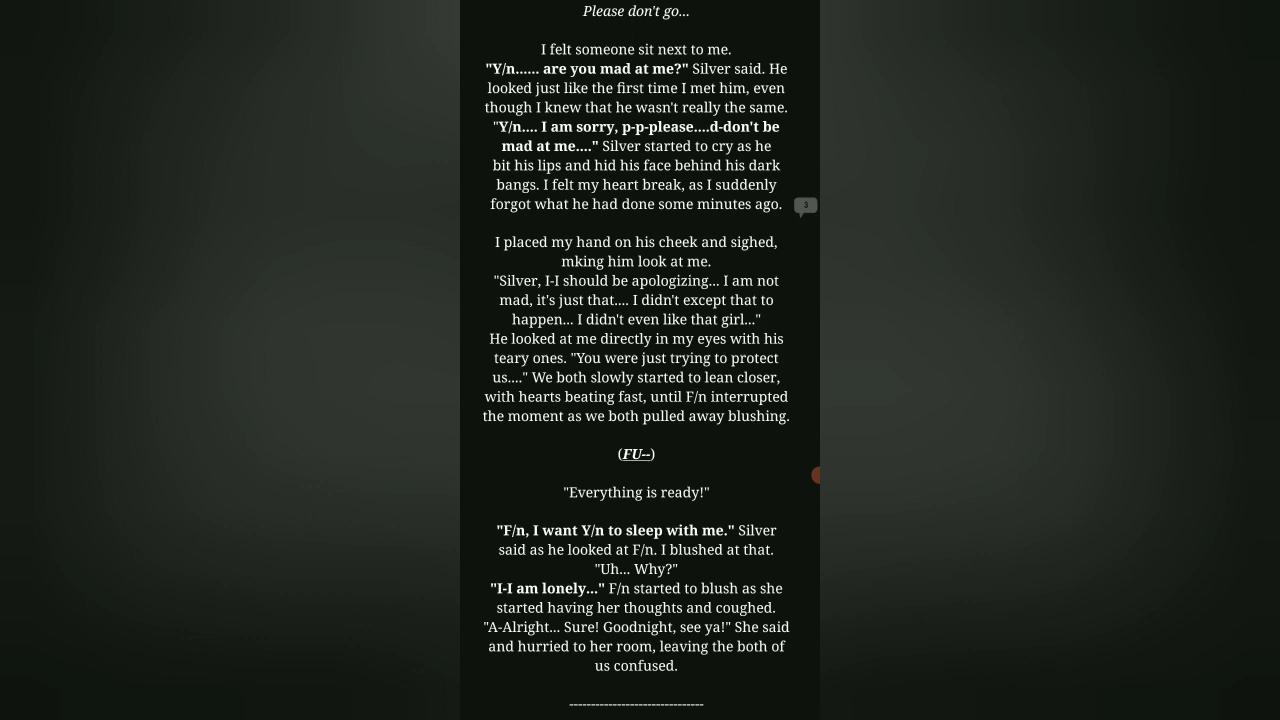 Please don't go...
I felt someone sit next to me.
"Y/n...... are you mad at me?" Silver said. He
looked just like the first time I met him, even
though I knew that he wasn't really the same.
"Y/n.... I am sorry, p-p-please....d-don't be
mad at me...." Silver started to cry as he
bit his lips and hid his face behind his dark
bangs. I felt my heart break, as I suddenly
forgot what he had done some minutes ago.
3
I placed my hand on his cheek and sighed,
mking him look at me.
"Silver, I-I should be apologizing... I am not
mad, it's just that.... I didn't except that to
happen... I didn't even like that girl..."
He looked at me directly in my eyes with his
teary ones. "You were just trying to protect
us...." We both slowly started to lean closer,
with hearts beating fast, until F/n interrupted
the moment as we both pulled away blushing.
(FU--)
"Everything is ready!"
"F/n, I want Y/n to sleep with me." Silver
said as he looked at F/n. I blushed at that.
"Uh... Why?"
"I-I am lonely..." F/n started to blush as she
started having her thoughts and coughed.
"A-Alright... Sure! Goodnight, see ya!" She said
and hurried to her room, leaving the both of
us confused.
------------------------------